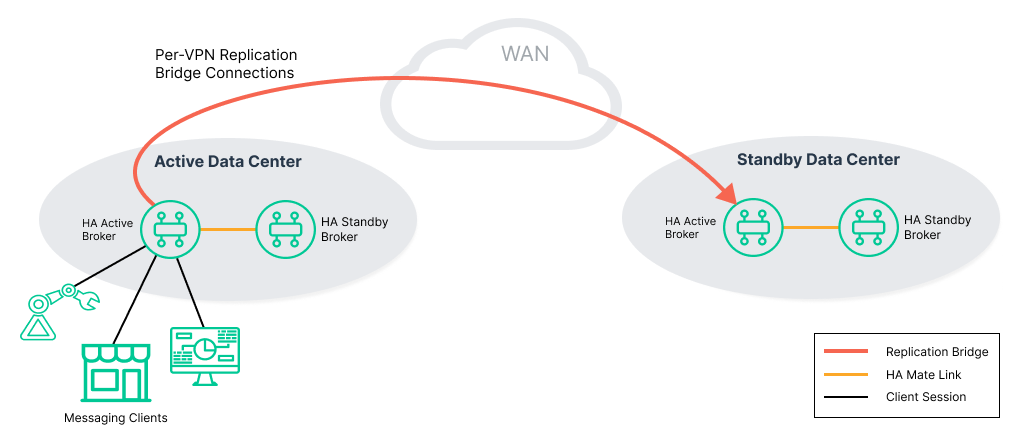 WAN
Per-VPN Replication
Bridge Connections
Active Data Center
Standby Data Center
HA Active
Broker
HA Standby
Broker
HA Active
Broker
HA Standby
Broker
Messaging Clients
Replication Bridge
HA Mate Link
Client Session